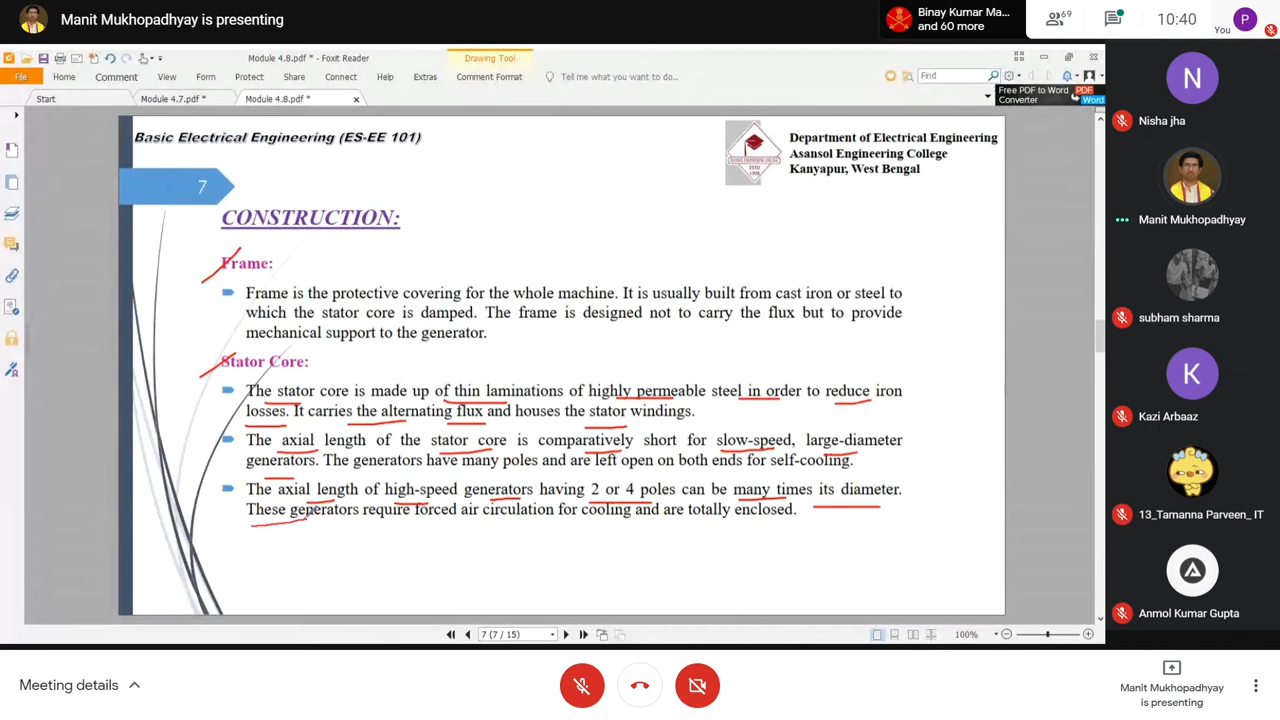 Manit Mukhopadhyay is presenting
Binay Kumar Ma...
and 60 more
69
10:40
You
P
Module 4.8.pdf * - Foxit Reader
Drawing Tool
File
Home
Comment
View
Form
Protect
Share
Connect
Help
Extras
Comment Format
Tell me what you want to do..
Find
Start
Module 4.7.pdf *
Module 4.8.pdf *
Free PDF to Word
Converter
PDF
Word
Basic Electrical Engineering (ES-EE 101)
Department of Electrical Engineering
Asansol Engineering College
Kanyapur, West Bengal
7
CONSTRUCTION:
Frame:
Frame is the protective covering for the whole machine. It is usually built from cast iron or steel to
which the stator core is damped. The frame is designed not to carry the flux but to provide
mechanical support to the generator.
Stator Core:
The stator core is made up of thin laminations of highly permeable steel in order to reduce iron
losses. It carries the alternating flux and houses the stator windings.
The axial length of the stator core is comparatively short for slow-speed, large-diameter
generators. The generators have many poles and are left open on both ends for self-cooling.
The axial length of high-speed generators having 2 or 4 poles can be many times its diameter.
These generators require forced air circulation for cooling and are totally enclosed.
7 (7 / 15)
100%
N
Nisha jha
Manit Mukhopadhyay
subham sharma
K
Kazi Arbaaz
13_Tamanna Parveen_ IT
Anmol Kumar Gupta
Meeting details
Manit Mukhopadhyay
is presenting